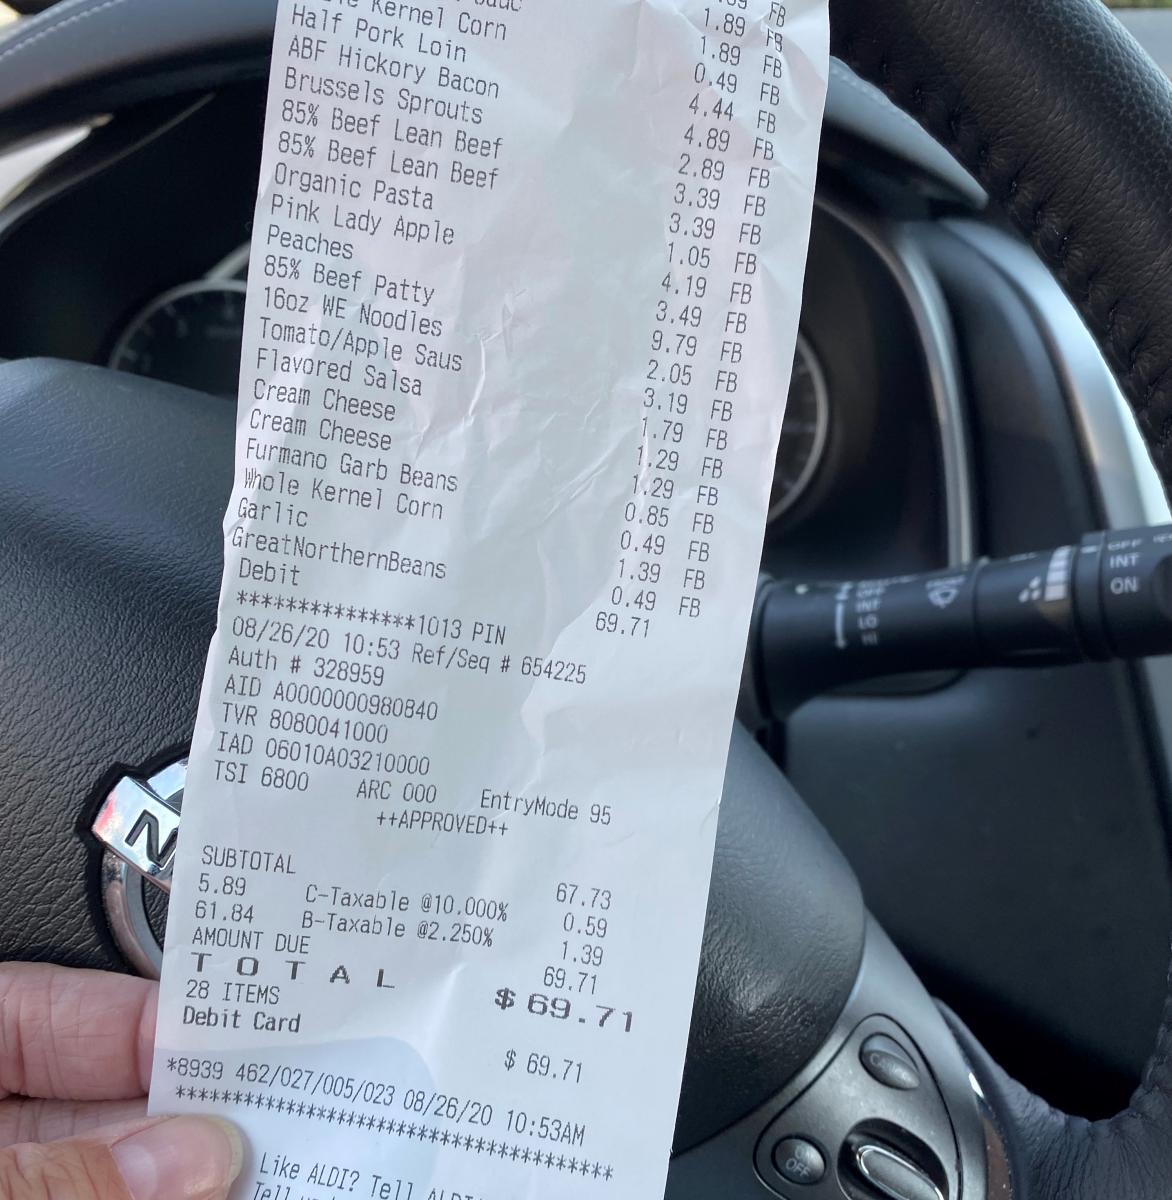 1.89 FB
1.89 FB
Kernel Corn 0.49 FB
Half Pork Loin 4.44 FB
ABF Hickory Bacon 4.89 FB
Brussels Sprouts 2.89 FB
85% Beef Lean Beef 3.39 FB
85% Beef Lean Beef 3.39 FB
Organic Pasta 1.05 FB
Pink Lady Apple 4.19 FB
Peaches 3.49 FB
85% Beef Patty 9.79 FB
16oz WE Noodles 2.05 FB
Tomato/Apple Saus 3.19 FB
Flavored Salsa 1.79 FB
Cream Cheese 1.29 FB
Cream Cheese 1.29 FB
Furmano Garb Beans 0.85 FB
Whole Kernel Corn 0.49 FB
Garlic 1.39 FB
GreatNorthernBeans 0.49 FB
Debit 69.71
***************1013 PIN
08/26/20 10:53 Ref/Seq # 654225
Auth # 328959
AID A0000000980840
TVR 8080041000
IAD 06010A03210000
TSI 6800 ARC 000 EntryMode 95
++APPROVED++
SUBTOTAL 67.73
5.89 C-Taxable @10.000% 0.59
61.84 B-Taxable @2.250% 1.39
AMOUNT DUE 69.71
TOTAL $69.71
28 ITEMS
Debit Card $ 69.71
*8939 462/027/005/023 08/26/20 10:53AM
**************************************
Like ALDI? Tell ALDI
Tell
OFF
INT
LO
HI
OFF
INT
ON
ON
OFF
CANCEL
N